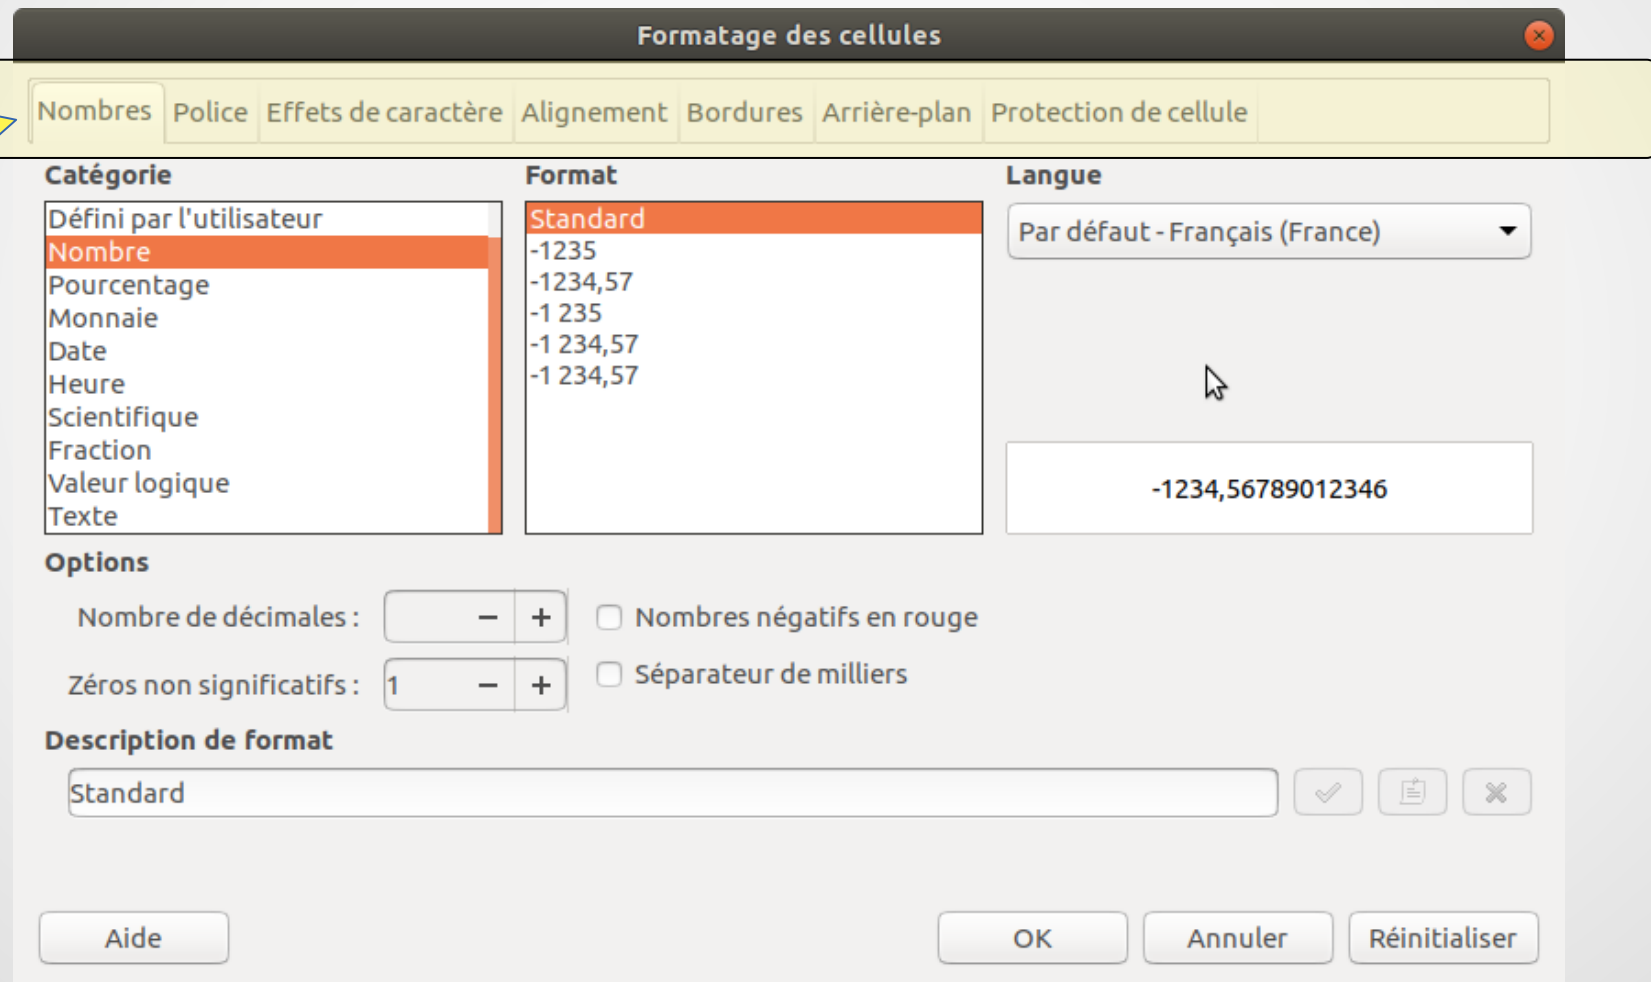 Formatage des cellules
Nombres Police Effets de caractère Alignement Bordures Arrière-plan Protection de cellule
Catégorie
Défini par l'utilisateur
Nombre
Pourcentage
Monnaie
Date
Heure
Scientifique
Fraction
Valeur logique
Texte
Format
Standard
-1235
-1234,57
-1 235
-1 234,57
-1 234,57
Langue
Par défaut - Français (France)
-1234,56789012346
Options
Nombre de décimales : − +
Nombres négatifs en rouge
Zéros non significatifs : 1 − +
Séparateur de milliers
Description de format
Standard
Aide OK Annuler Réinitialiser